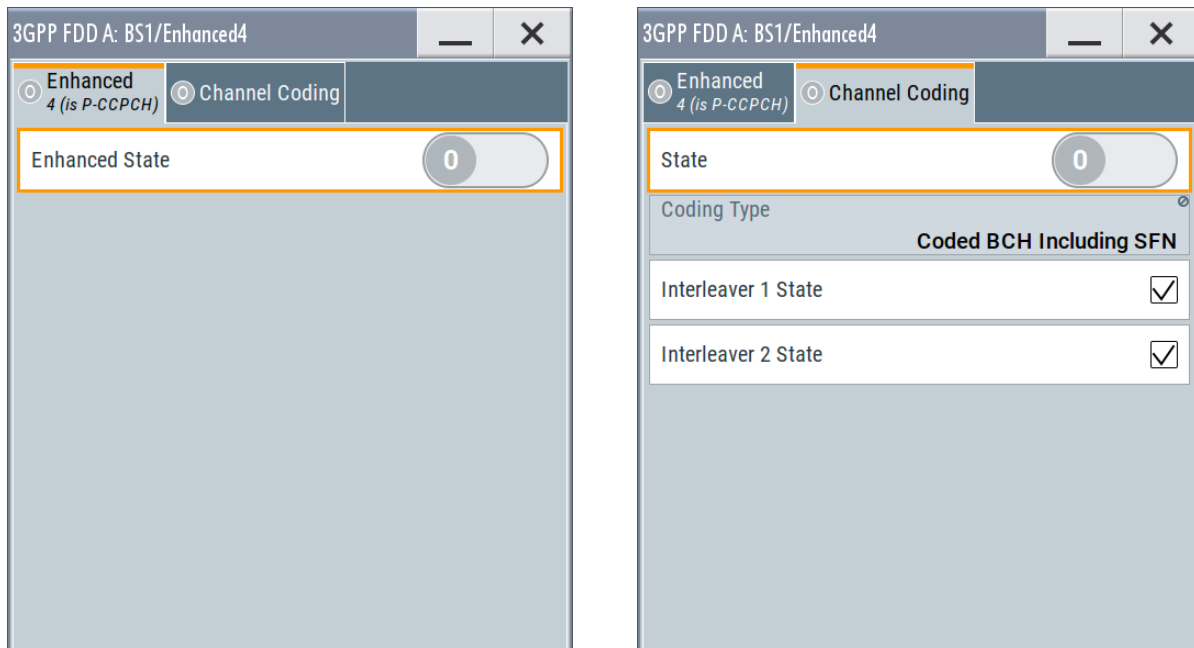 3GPP FDD A: BS1/Enhanced4
Enhanced
4 (is P-CCPCH)
Channel Coding
Enhanced State
0
3GPP FDD A: BS1/Enhanced4
Enhanced
4 (is P-CCPCH)
Channel Coding
State
0
Coding Type
Coded BCH Including SFN
Interleaver 1 State
Interleaver 2 State